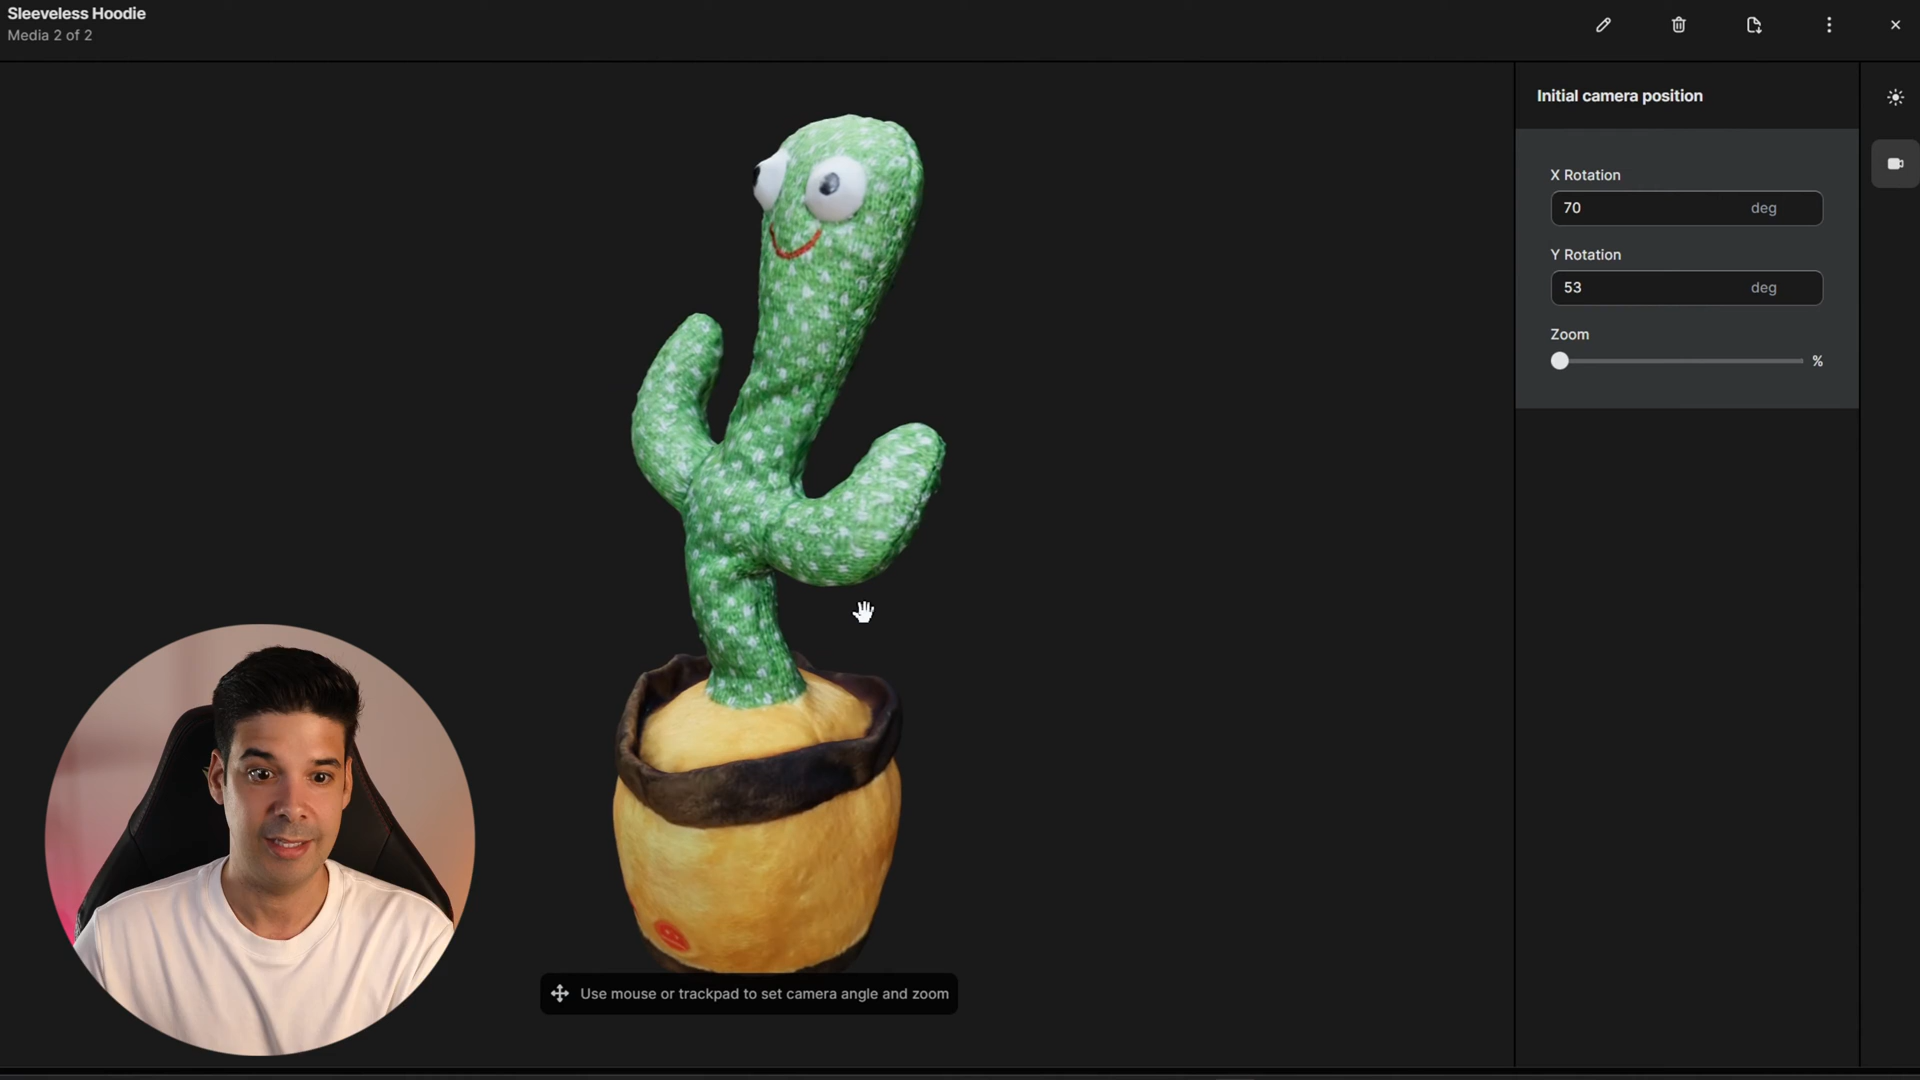 Sleeveless Hoodie
Media 2 of 2
Initial camera position
X Rotation
70 deg
Y Rotation
53 deg
Zoom
%
Use mouse or trackpad to set camera angle and zoom